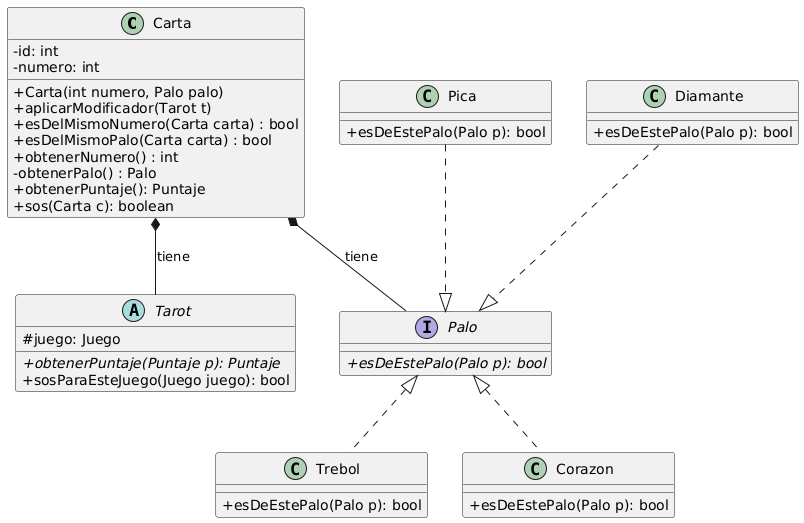 C Carta
-id: int
-numero: int
+Carta(int numero, Palo palo)
+aplicarModificador(Tarot t)
+esDelMismoNumero(Carta carta) : bool
+esDelMismoPalo(Carta carta) : bool
+obtenerNumero() : int
-obtenerPalo() : Palo
+obtenerPuntaje(): Puntaje
+sos(Carta c): boolean
C Pica
+esDeEstePalo(Palo p): bool
C Diamante
+esDeEstePalo(Palo p): bool
tiene
tiene
A Tarot
#juego: Juego
+obtenerPuntaje(Puntaje p): Puntaje
+sosParaEsteJuego(Juego juego): bool
I Palo
+esDeEstePalo(Palo p): bool
C Trebol
+esDeEstePalo(Palo p): bool
C Corazon
+esDeEstePalo(Palo p): bool